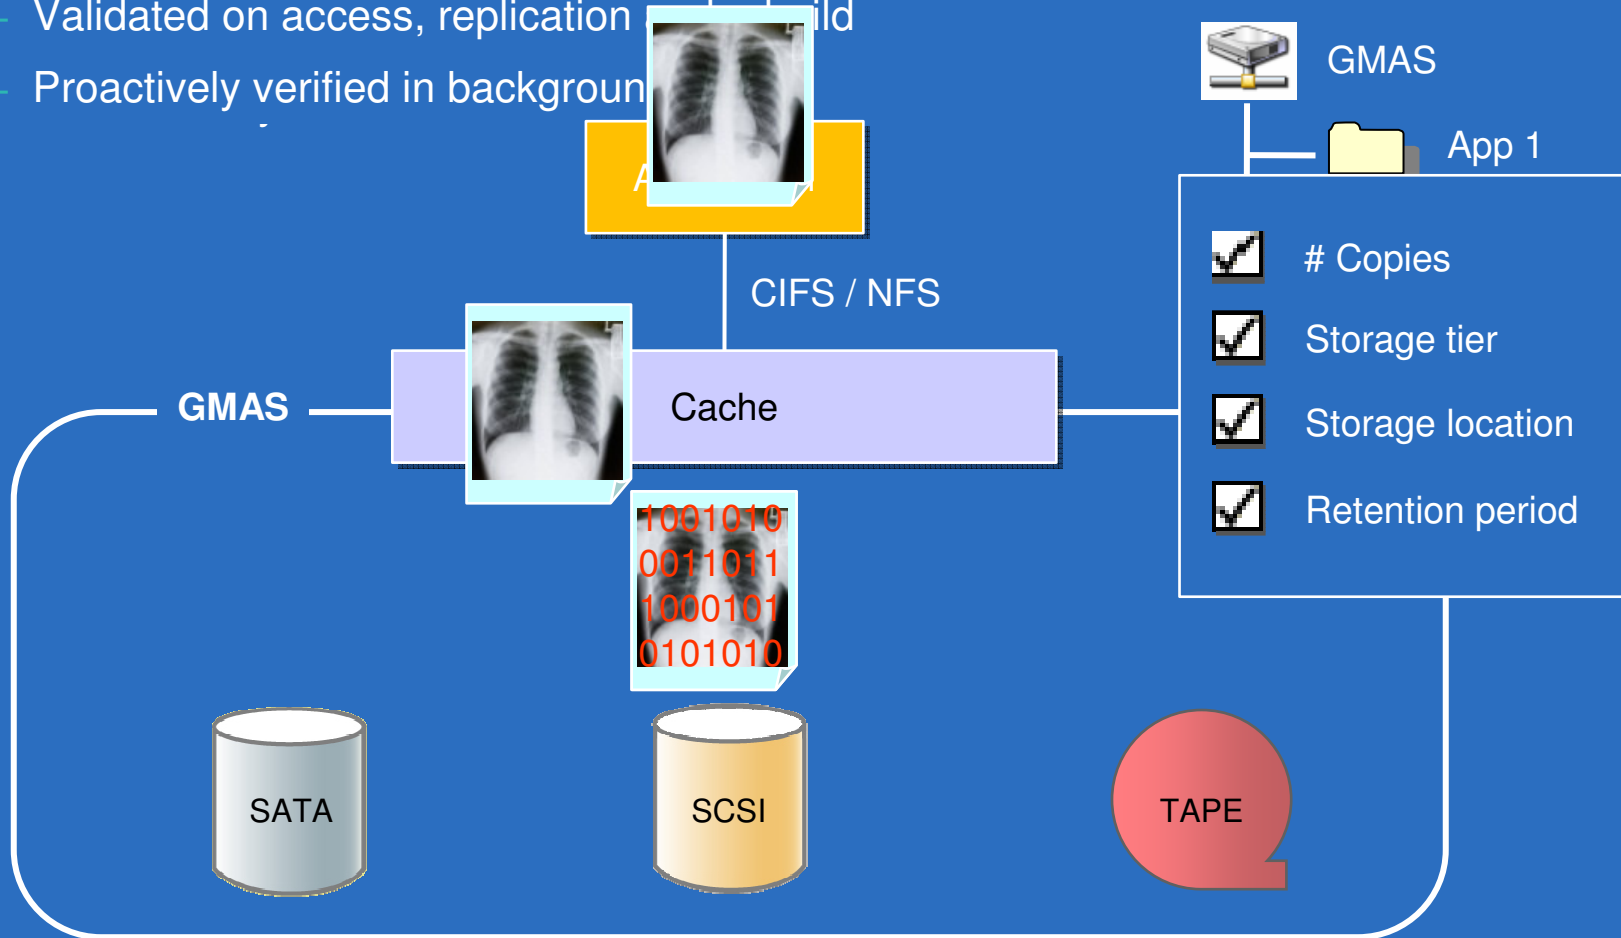 - Validated on access, replication
- Proactively verified in
GMAS
App 1
# Copies
Storage tier
Storage location
Retention period
CIFS / NFS
GMAS
Cache
1001010
0011011
1000101
0101010
SATA
SCSI
TAPE